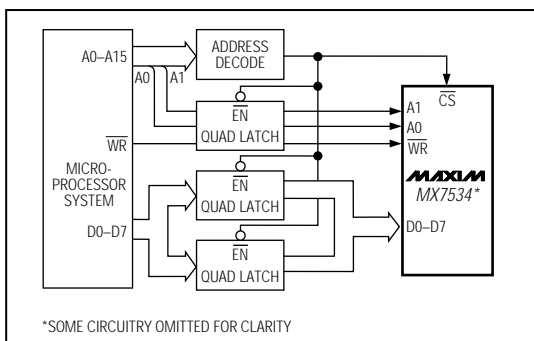 A0–A15
ADDRESS
DECODE
A0
A1
CS
EN
QUAD LATCH
A1
A0
WR
WR
MICRO-
PROCESSOR
SYSTEM
MAXIM
MX7534*
EN
QUAD LATCH
D0–D7
D0–D7
EN
QUAD LATCH
*SOME CIRCUITRY OMITTED FOR CLARITY